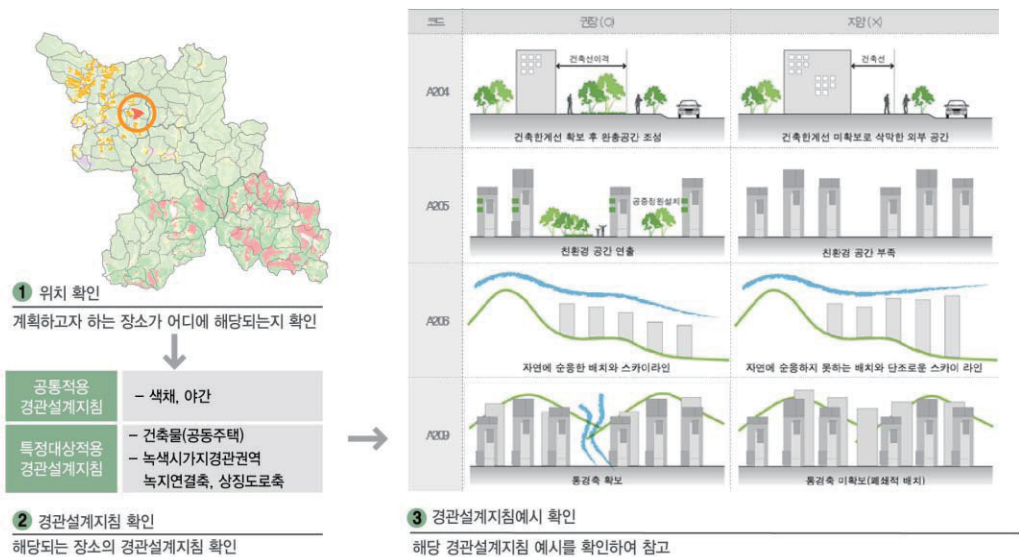 1 위치 확인
계획하고자 하는 장소가 어디에 해당되는지 확인
공통적용
경관설계지침
– 색채, 야간
특정대상적용
경관설계지침
– 건축물(공동주택)
– 녹색시가지경관권역
녹지연결축, 상징도로축
2 경관설계지침 확인
해당되는 장소의 경관설계지침 확인
코드
권장(O)
지양(X)
A204
건축선이격
건축한계선 확보 후 완충공간 조성
건축선
건축한계선 미확보로 삭막한 외부 공간
A205
공중정원설치
친환경 공간 연출
친환경 공간 부족
A206
자연에 순응한 배치와 스카이라인
자연에 순응하지 못하는 배치와 단조로운 스카이 라인
A209
통경축 확보
통경축 미확보(폐쇄적 배치)
3 경관설계지침예시 확인
해당 경관설계지침 예시를 확인하여 참고